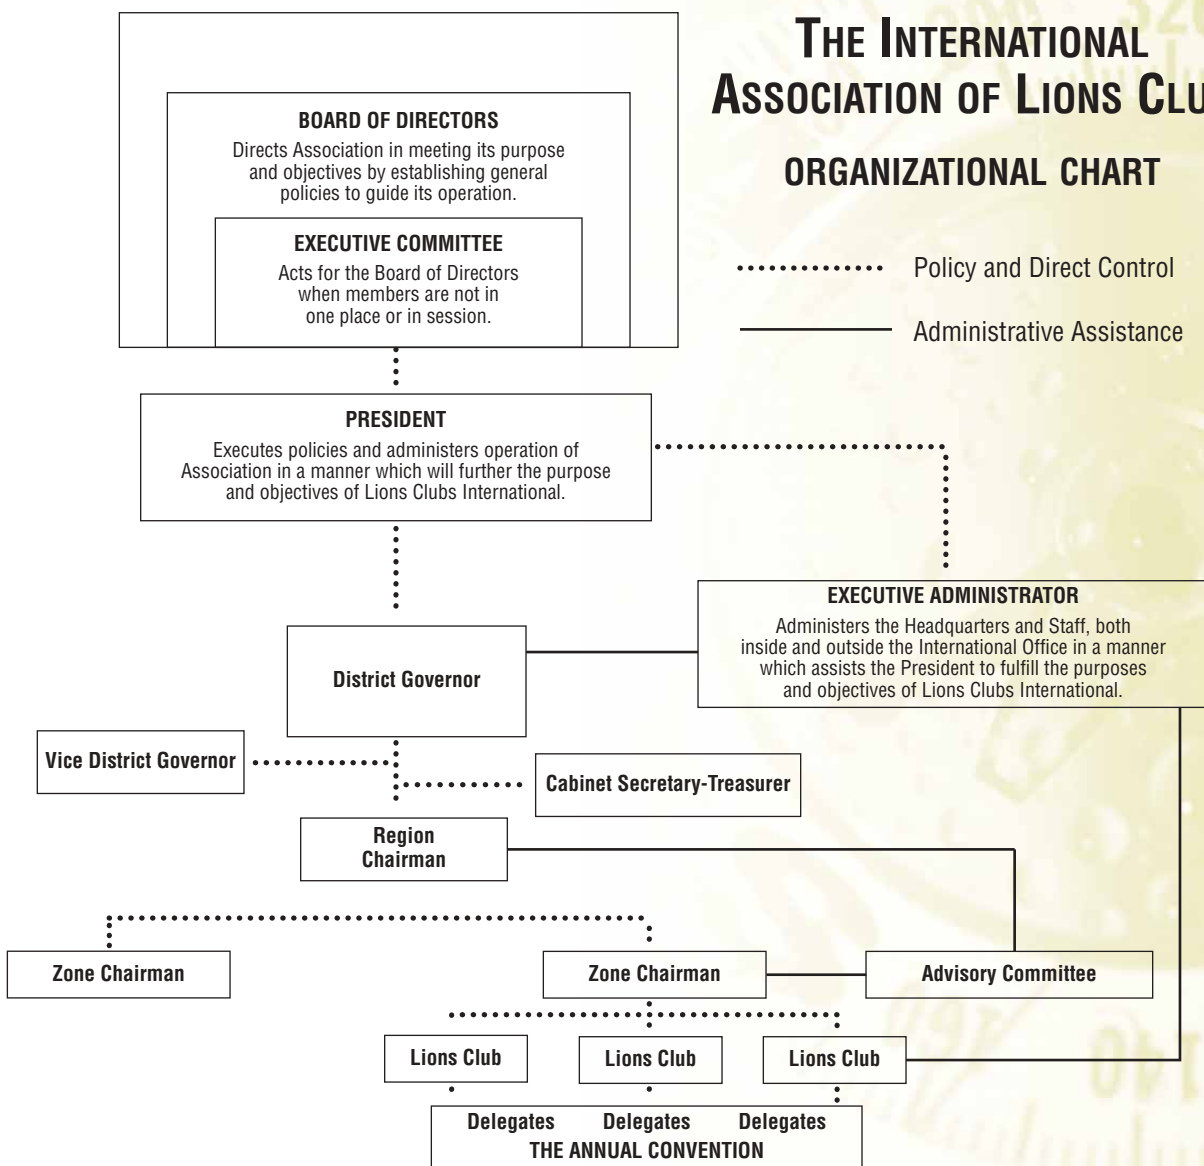 THE INTERNATIONAL
ASSOCIATION OF LIONS CLU
ORGANIZATIONAL CHART
BOARD OF DIRECTORS
Directs Association in meeting its purpose
and objectives by establishing general
policies to guide its operation.
EXECUTIVE COMMITTEE
Acts for the Board of Directors
when members are not in
one place or in session.
Policy and Direct Control
Administrative Assistance
PRESIDENT
Executes policies and administers operation of
Association in a manner which will further the purpose
and objectives of Lions Clubs International.
EXECUTIVE ADMINISTRATOR
Administers the Headquarters and Staff, both
inside and outside the International Office in a manner
which assists the President to fulfill the purposes
and objectives of Lions Clubs International.
District Governor
Vice District Governor
Cabinet Secretary-Treasurer
Region
Chairman
Zone Chairman
Zone Chairman
Advisory Committee
Lions Club
Lions Club
Lions Club
Delegates Delegates Delegates
THE ANNUAL CONVENTION
160
140